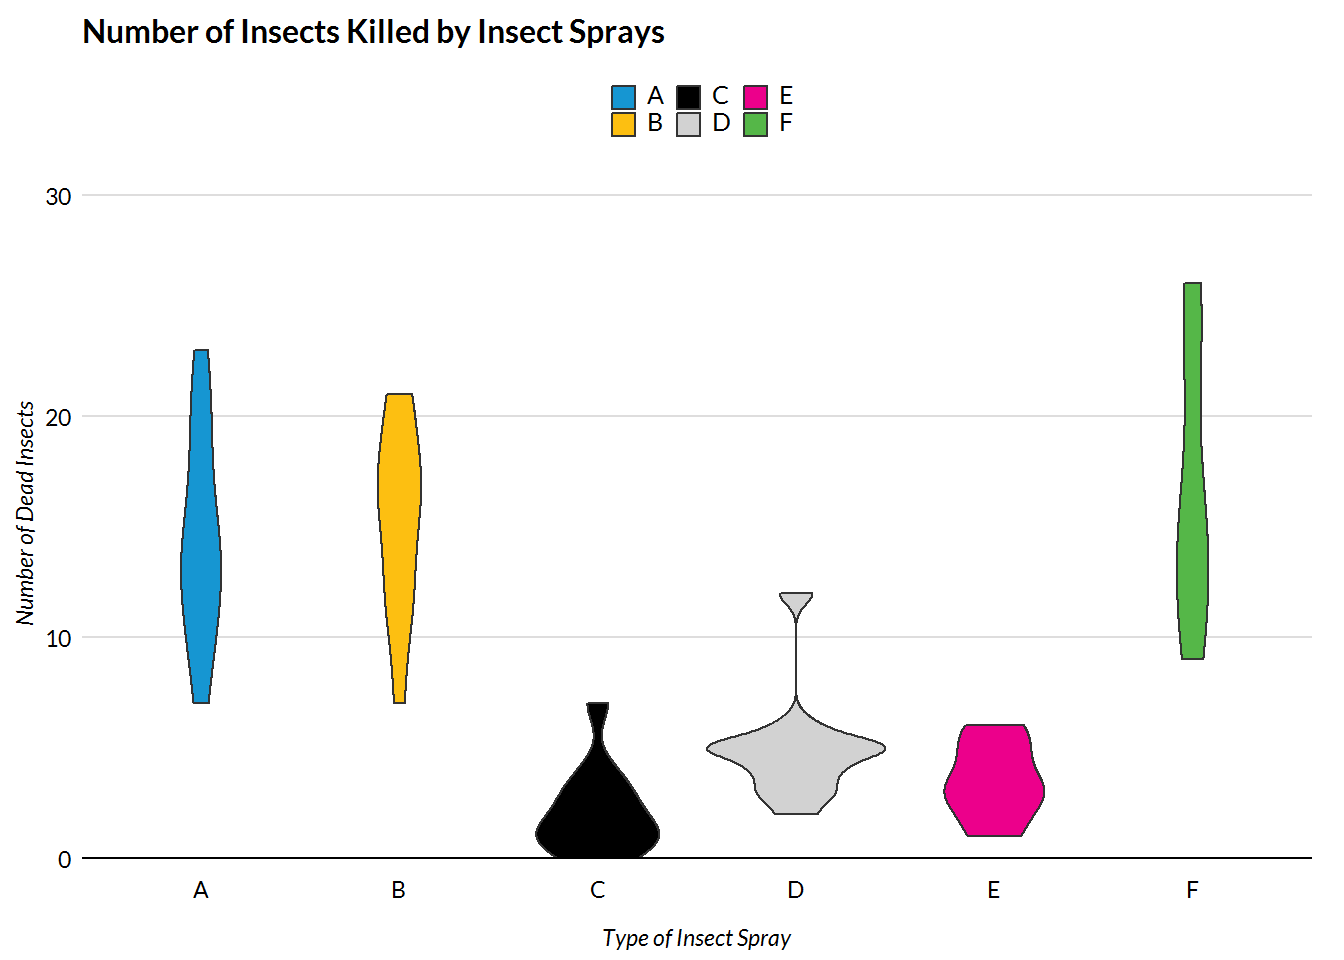 Number of Insects Killed by Insect Sprays
A C E
B D F
30
20
10
0
Number of Dead Insects
A B C D E F
Type of Insect Spray